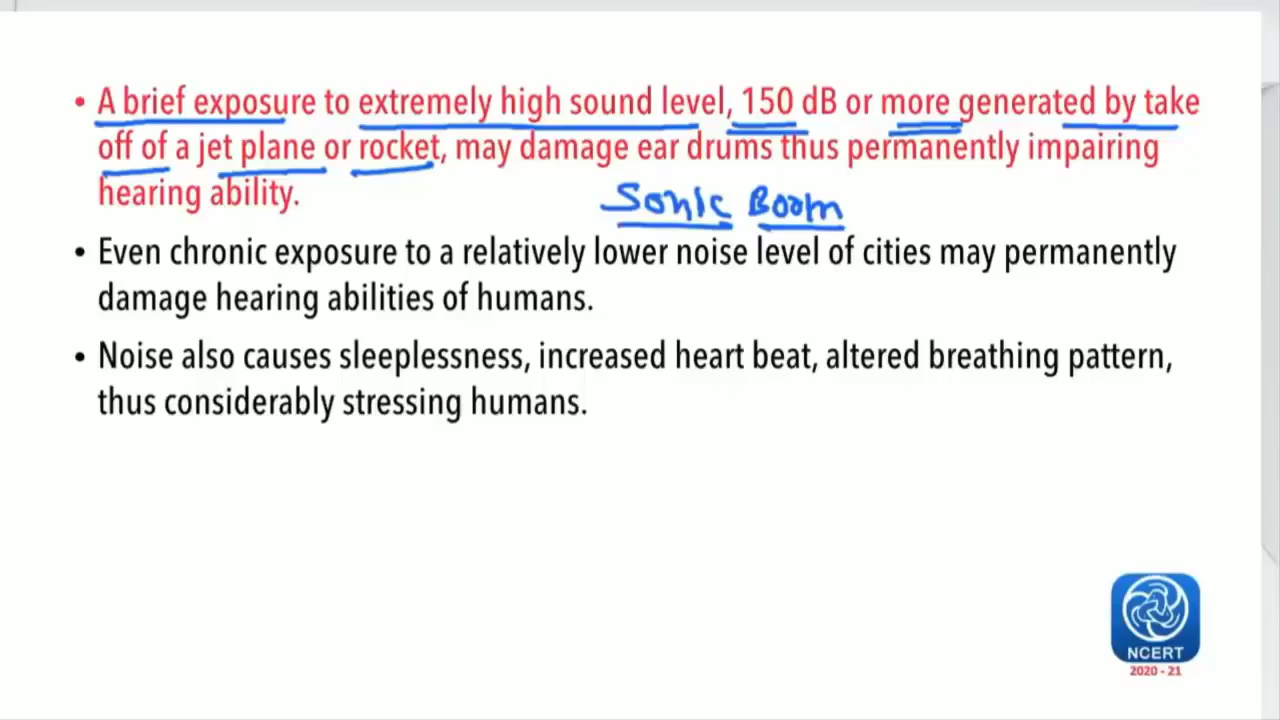 • A brief exposure to extremely high sound level, 150 dB or more generated by take
off of a jet plane or rocket, may damage ear drums thus permanently impairing
hearing ability.
Sonic Boom
• Even chronic exposure to a relatively lower noise level of cities may permanently
damage hearing abilities of humans.
• Noise also causes sleeplessness, increased heart beat, altered breathing pattern,
thus considerably stressing humans.
NCERT
2020 - 21